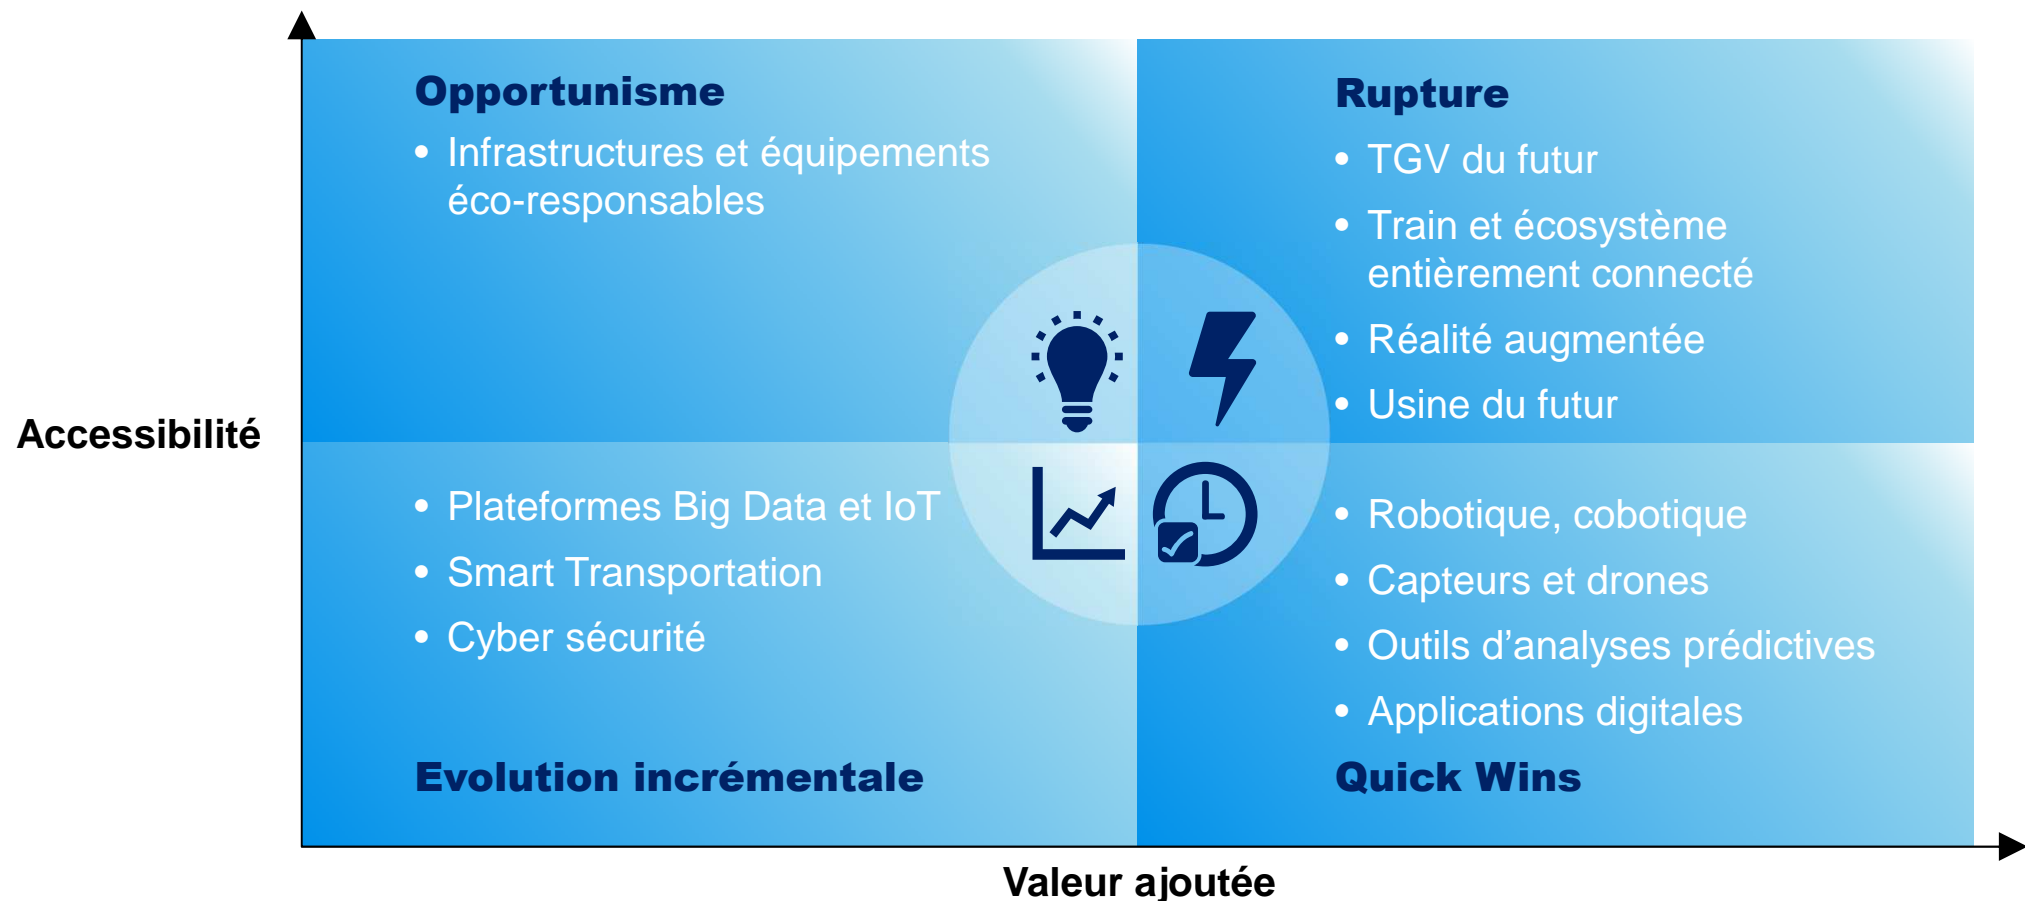 Opportunisme
• Infrastructures et équipements
éco-responsables
Rupture
• TGV du futur
• Train et écosystème
entièrement connecté
• Réalité augmentée
• Usine du futur
Accessibilité
• Plateformes Big Data et IoT
• Smart Transportation
• Cyber sécurité
Evolution incrémentale
• Robotique, cobotique
• Capteurs et drones
• Outils d’analyses prédictives
• Applications digitales
Quick Wins
Valeur ajoutée